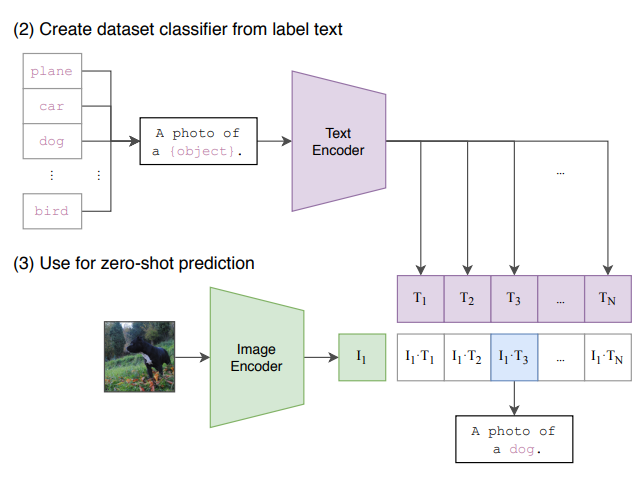 (2) Create dataset classifier from label text
plane
car
dog
⋮
⋮
bird
A photo of
a {object}.
Text
Encoder
...
(3) Use for zero-shot prediction
T1 T2 T3 ... TN
Image
Encoder
I1
I1·T1 I1·T2 I1·T3 ... I1·TN
A photo of
a dog.